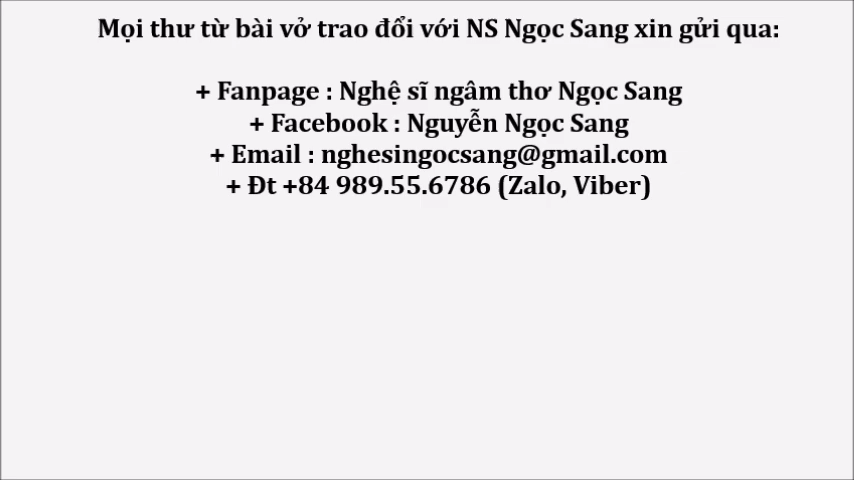 Mọi thư từ bài vở trao đổi với NS Ngọc Sang xin gửi qua:
+ Fanpage : Nghệ sĩ ngâm thơ Ngọc Sang
+ Facebook : Nguyễn Ngọc Sang
+ Email : nghesingocsang@gmail.com
+ Đt +84 989.55.6786 (Zalo, Viber)